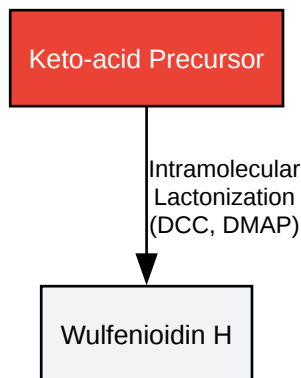 Keto-acid Precursor
Intramolecular
Lactonization
(DCC, DMAP)
Wulfenioidin H